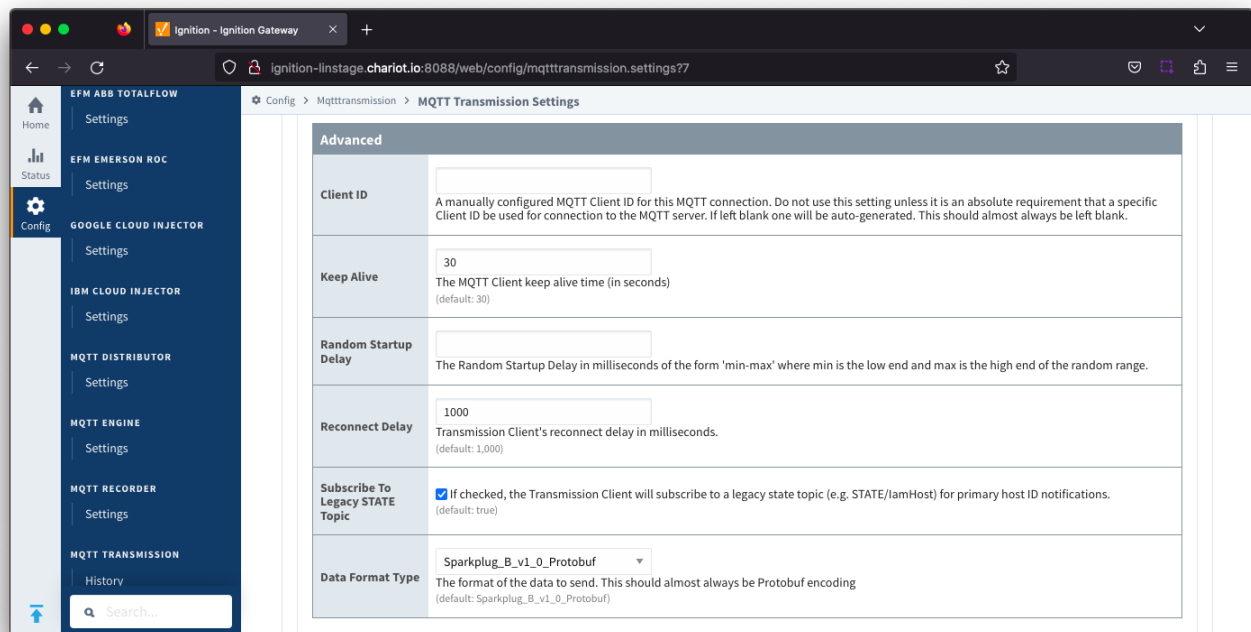 Ignition - Ignition Gateway
ignition-linstage.chariot.io:8088/web/config/mqtttransmission.settings?7
Home
Status
Config
EFM ABB TOTALFLOW
Settings
EFM EMERSON ROC
Settings
GOOGLE CLOUD INJECTOR
Settings
IBM CLOUD INJECTOR
Settings
MQTT DISTRIBUTOR
Settings
MQTT ENGINE
Settings
MQTT RECORDER
Settings
MQTT TRANSMISSION
History
Search...
Config > Mqtttransmission > MQTT Transmission Settings
Advanced
Client ID
A manually configured MQTT Client ID for this MQTT connection. Do not use this setting unless it is an absolute requirement that a specific
Client ID be used for connection to the MQTT server. If left blank one will be auto-generated. This should almost always be left blank.
Keep Alive
30
The MQTT Client keep alive time (in seconds)
(default: 30)
Random Startup
Delay
The Random Startup Delay in milliseconds of the form 'min-max' where min is the low end and max is the high end of the random range.
Reconnect Delay
1000
Transmission Client's reconnect delay in milliseconds.
(default: 1,000)
Subscribe To
Legacy STATE
Topic
If checked, the Transmission Client will subscribe to a legacy state topic (e.g. STATE/IamHost) for primary host ID notifications.
(default: true)
Data Format Type
Sparkplug_B_v1_0_Protobuf
The format of the data to send. This should almost always be Protobuf encoding
(default: Sparkplug_B_v1_0_Protobuf)